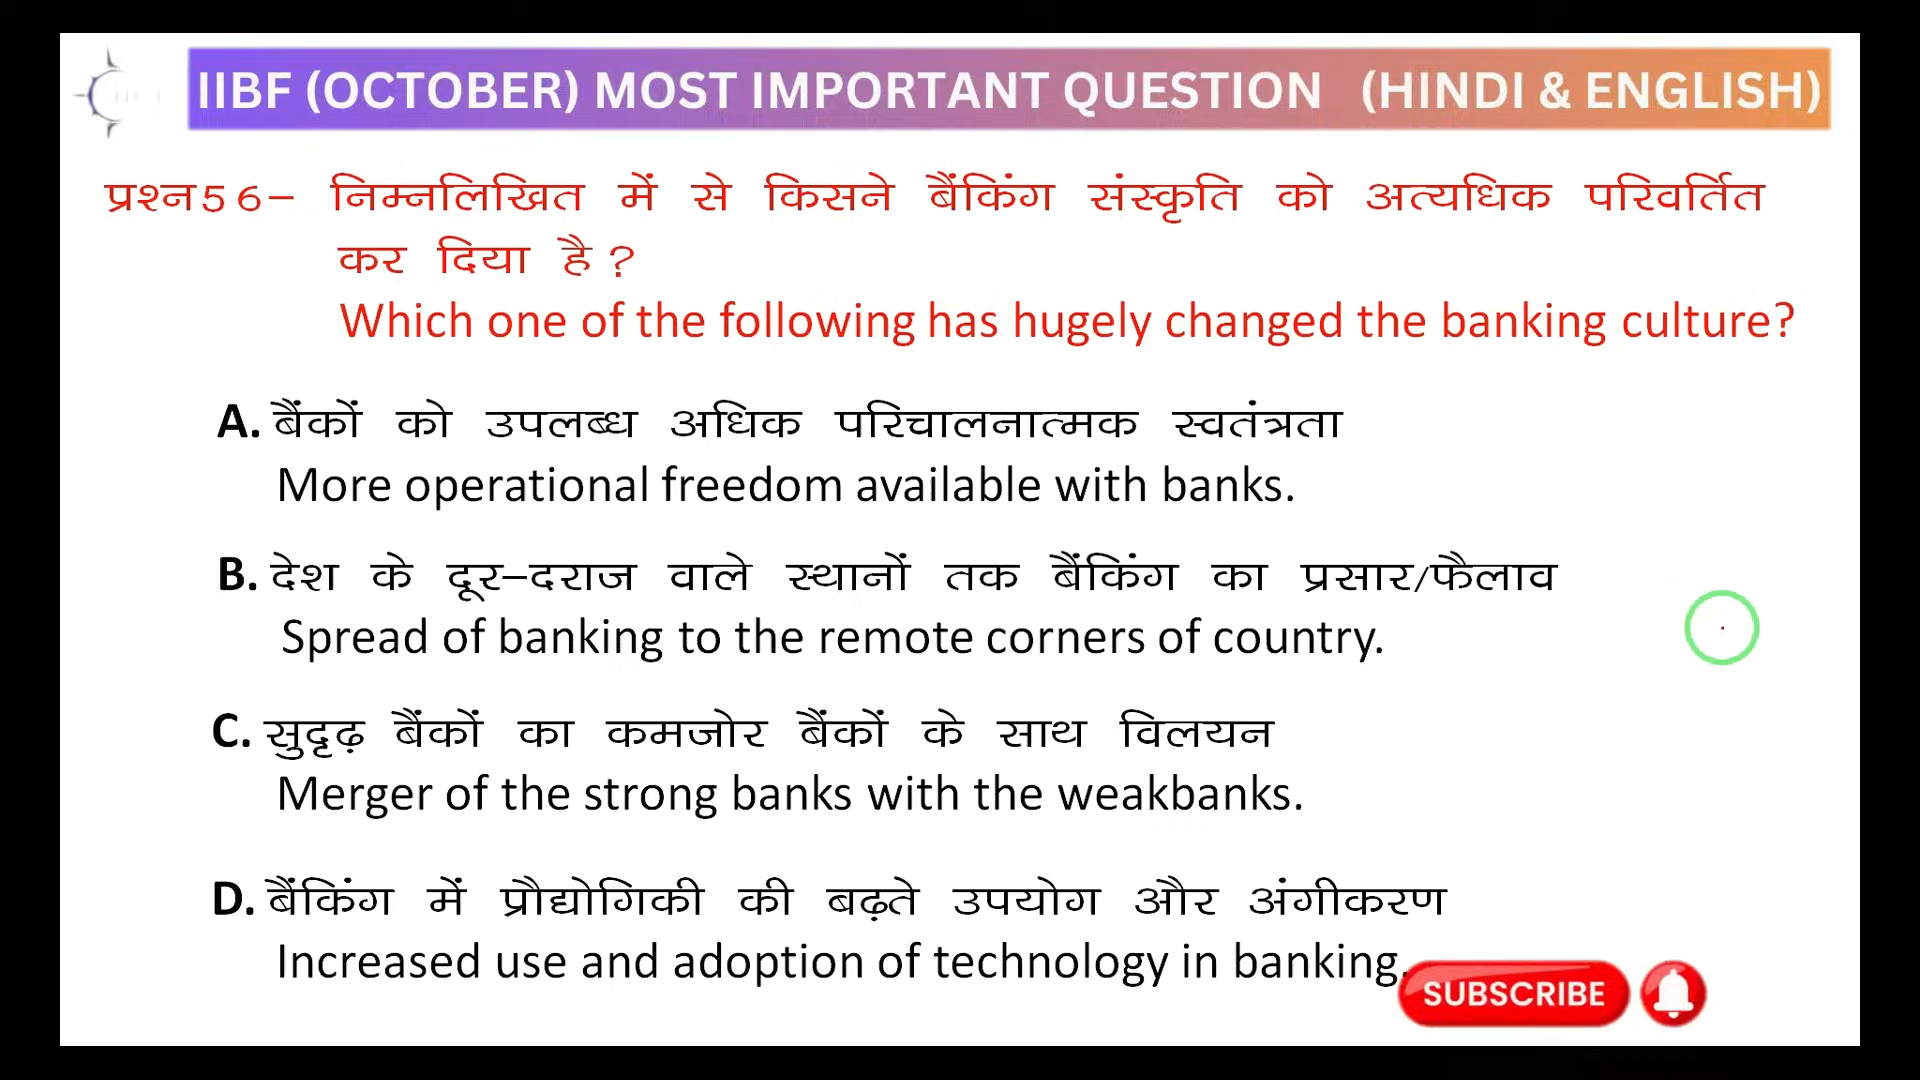 IIBF (OCTOBER) MOST IMPORTANT QUESTION (HINDI & ENGLISH)
प्रश्न56– निम्नलिखित में से किसने बैंकिंग संस्कृति को अत्यधिक परिवर्तित
कर दिया है ?
Which one of the following has hugely changed the banking culture?
A. बैंकों को उपलब्ध अधिक परिचालनात्मक स्वतंत्रता
More operational freedom available with banks.
B. देश के दूर–दराज वाले स्थानों तक बैंकिंग का प्रसार/फैलाव
Spread of banking to the remote corners of country.
C. सुदृढ़ बैंकों का कमजोर बैंकों के साथ विलयन
Merger of the strong banks with the weakbanks.
D. बैंकिंग में प्रौद्योगिकी की बढ़ते उपयोग और अंगीकरण
Increased use and adoption of technology in banking.
SUBSCRIBE